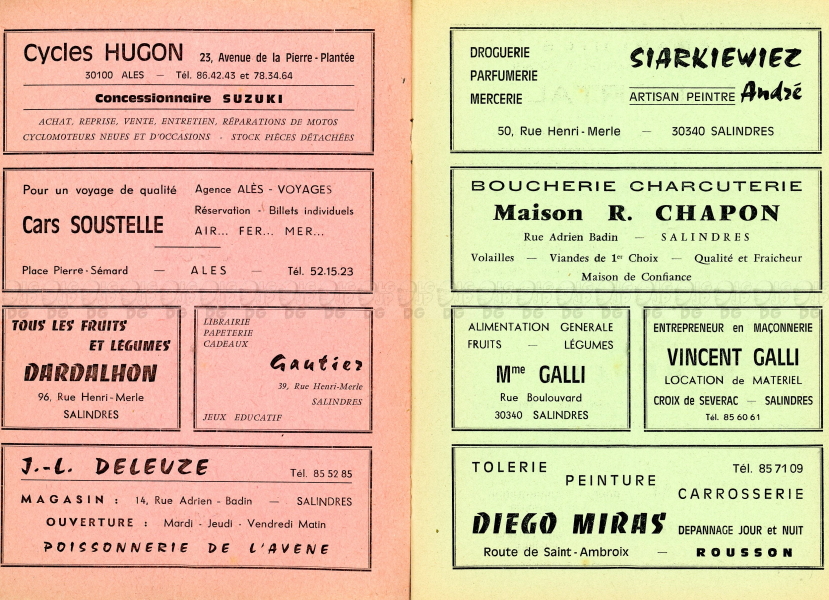 Cycles HUGON 23, Avenue de la Pierre-Plantée
30100 ALES — Tél. 86.42.43 et 78.34.64
Concessionnaire SUZUKI
ACHAT, REPRISE, VENTE, ENTRETIEN, RÉPARATIONS DE MOTOS
CYCLOMOTEURS NEUFS ET D'OCCASIONS - STOCK PIÈCES DÉTACHÉES
Pour un voyage de qualité
Cars SOUSTELLE
Agence ALÈS - VOYAGES
Réservation - Billets individuels
AIR... FER... MER...
Place Pierre-Sémard — ALES — Tél. 52.15.23
TOUS LES FRUITS
ET LEGUMES
DARDALHON
96, Rue Henri-Merle
SALINDRES
LIBRAIRIE
PAPETERIE
CADEAUX
Gautier
39, Rue Henri-Merle
SALINDRES
JEUX EDUCATIF
J.-L. DELEUZE Tél. 85 52 85
MAGASIN : 14, Rue Adrien-Badin — SALINDRES
OUVERTURE : Mardi - Jeudi - Vendredi Matin
POISSONNERIE DE L'AVENE
DROGUERIE
PARFUMERIE
MERCERIE
SIARKIEWIEZ
ARTISAN PEINTRE André
50, Rue Henri-Merle — 30340 SALINDRES
BOUCHERIE CHARCUTERIE
Maison R. CHAPON
Rue Adrien Badin — SALINDRES
Volailles — Viandes de 1er Choix — Qualité et Fraicheur
Maison de Confiance
ALIMENTATION GENERALE
FRUITS — LÉGUMES
Mme GALLI
Rue Boulouvard
30340 SALINDRES
ENTREPRENEUR en MAÇONNERIE
VINCENT GALLI
LOCATION de MATERIEL
CROIX de SEVERAC — SALINDRES
Tél. 85 60 61
TOLERIE Tél. 85 71 09
PEINTURE
CARROSSERIE
DIEGO MIRAS DEPANNAGE JOUR et NUIT
Route de Saint-Ambroix — ROUSSON